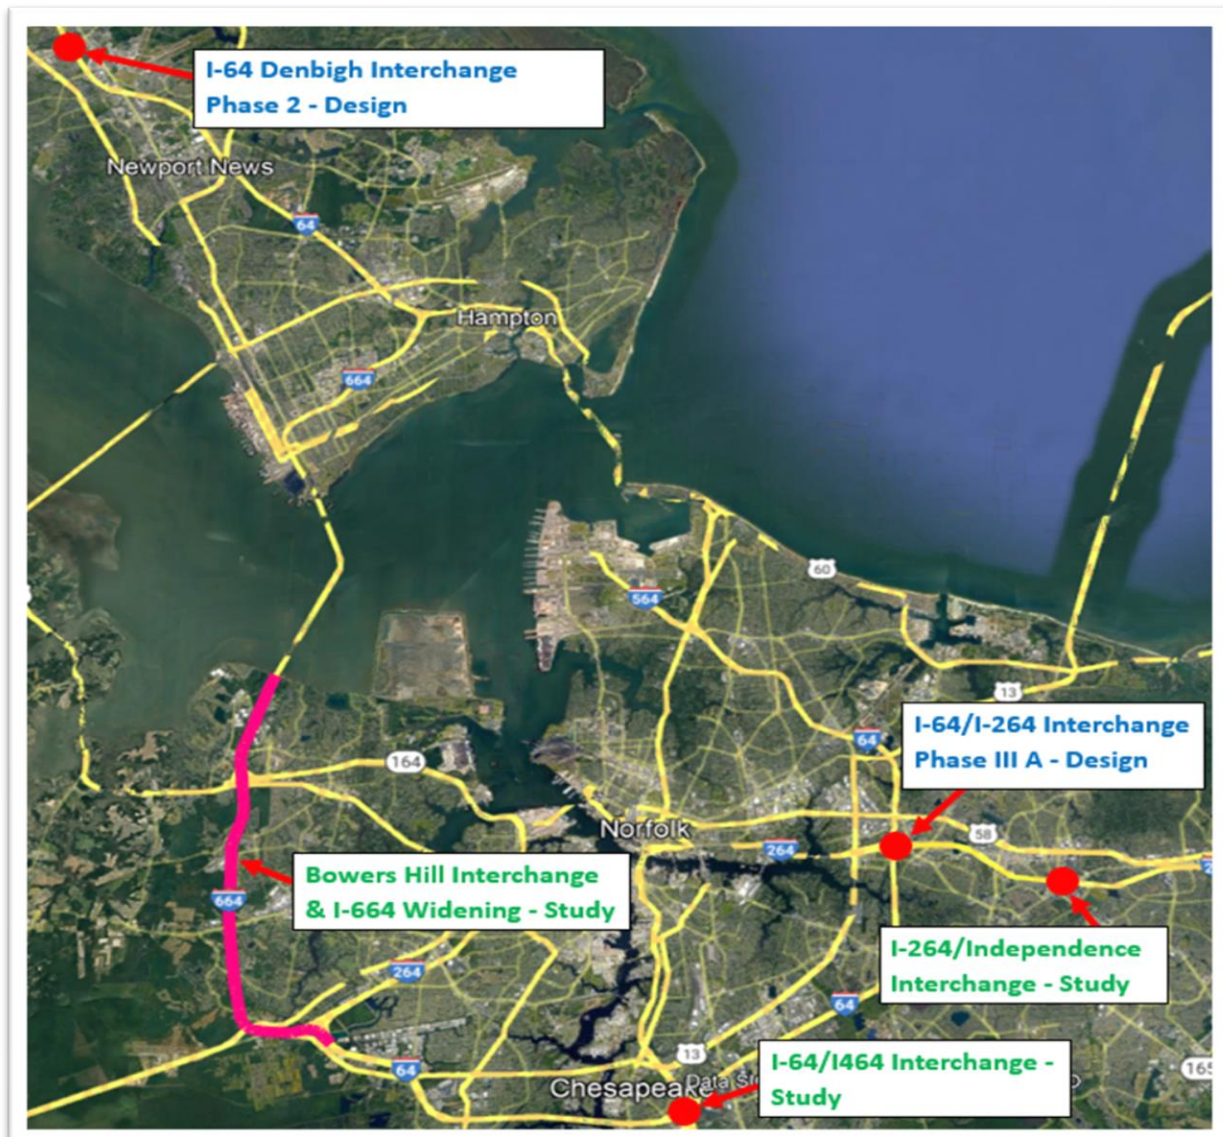 I-64 Denbigh Interchange
Phase 2 - Design
Newport News
64
Hampton
664
60
564
13
I-64/I-264 Interchange
Phase III A - Design
64
164
58
Norfolk
264
Bowers Hill Interchange
& I-664 Widening - Study
664
I-264/Independence
Interchange - Study
264
64
13
I-64/I464 Interchange -
Study
64
Chesapeake
Data
165